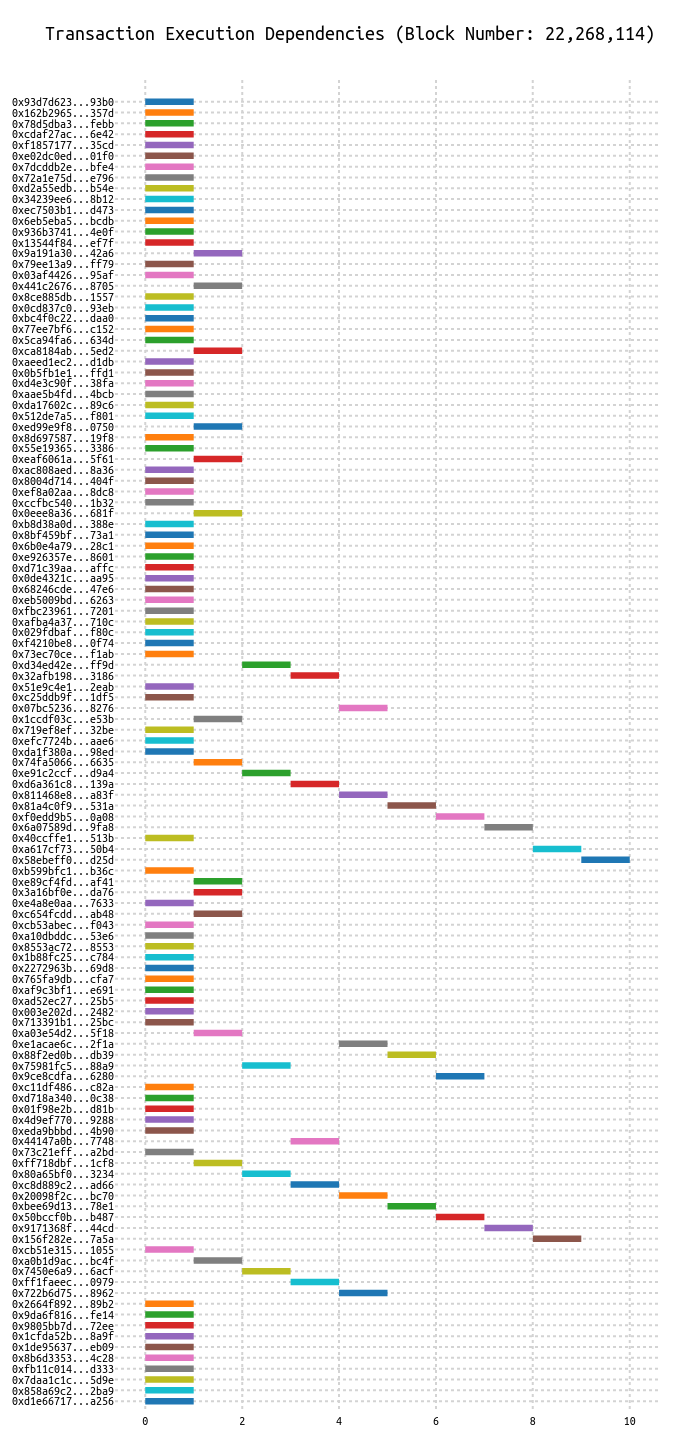 Transaction Execution Dependencies (Block Number: 22,268,114)
0x93d7d623...93b0
0x162b2965...357d
0x78d5dba3...febb
0xcdaf27ac...6e42
0xf1857177...35cd
0xe02dc0ed...01f0
0x7dcddb2e...bfe4
0x72a1e75d...e796
0xd2a55edb...b54e
0x34239ee6...8b12
0xec7503b1...d473
0x6eb5eba5...bcdb
0x936b3741...4e0f
0x13544f84...ef7f
0x9a191a30...42a6
0x79ee13a9...ff79
0x03af4426...95af
0x441c2676...8705
0x8ce885db...1557
0x0cd837c0...93eb
0xbc4f0c22...daa0
0x77ee7bf6...c152
0x5ca94fa6...634d
0xca8184ab...5ed2
0xaeed1ec2...d1db
0x0b5fb1e1...ffd1
0xd4e3c90f...38fa
0xaae5b4fd...4bcb
0xda17602c...89c6
0x512de7a5...f801
0xed99e9f8...0750
0x8d697587...19f8
0x55e19365...3386
0xeaf6061a...5f61
0xac808aed...8a36
0x8004d714...404f
0xef8a02aa...8dc8
0xccfbc540...1b32
0x0eee8a36...681f
0xb8d38a0d...388e
0x8bf459bf...73a1
0x6b0e4a79...28c1
0xe926357e...8601
0xd71c39aa...affc
0x0de4321c...aa95
0x68246cde...47e6
0xeb5009bd...6263
0xfbc23961...7201
0xafba4a37...710c
0x029fdbaf...f80c
0xf4210be8...0f74
0x73ec70ce...f1ab
0xd34ed42e...ff9d
0x32afb198...3186
0x51e9c4e1...2eab
0xc25ddb9f...1df5
0x07bc5236...8276
0x1ccdf03c...e53b
0x719ef8ef...32be
0xefc7724b...aae6
0xda1f380a...98ed
0x74fa5066...6635
0xe91c2ccf...d9a4
0xd6a361c8...139a
0x811468e8...a83f
0x81a4c0f9...531a
0xf0edd9b5...0a08
0x6a07589d...9fa8
0x40ccffe1...513b
0xa617cf73...50b4
0x58ebeff0...d25d
0xb599bfc1...b36c
0xe89cf4fd...af41
0x3a16bf0e...da76
0xe4a8e0aa...7633
0xc654fcdd...ab48
0xcb53abec...f043
0xa10dbddc...53e6
0x8553ac72...8553
0x1b88fc25...c784
0x2272963b...69d8
0x765fa9db...cfa7
0xaf9c3bf1...e691
0xad52ec27...25b5
0x003e202d...2482
0x713391b1...25bc
0xa03e54d2...5f18
0xe1acae6c...2f1a
0x88f2ed0b...db39
0x75981fc5...88a9
0x9ce8cdfa...6280
0xc11df486...c82a
0xd718a340...0c38
0x01f98e2b...d81b
0x4d9ef770...9288
0xeda9bbbd...4b90
0x44147a0b...7748
0x73c21eff...a2bd
0xff718dbf...1cf8
0x80a65bf0...3234
0xc8d889c2...ad66
0x20098f2c...bc70
0xbee69d13...78e1
0x50bccf0b...b487
0x9171368f...44cd
0x156f282e...7a5a
0xcb51e315...1055
0xa0b1d9ac...bc4f
0x7450e6a9...6acf
0xff1faeec...0979
0x722b6d75...8962
0x2664f892...89b2
0x9da6f816...fe14
0x9805bb7d...72ee
0x1cfda52b...8a9f
0x1de95637...eb09
0x8b6d3353...4c28
0xfb11c014...d333
0x7daa1c1c...5d9e
0x858a69c2...2ba9
0xd1e66717...a256
0 2 4 6 8 10